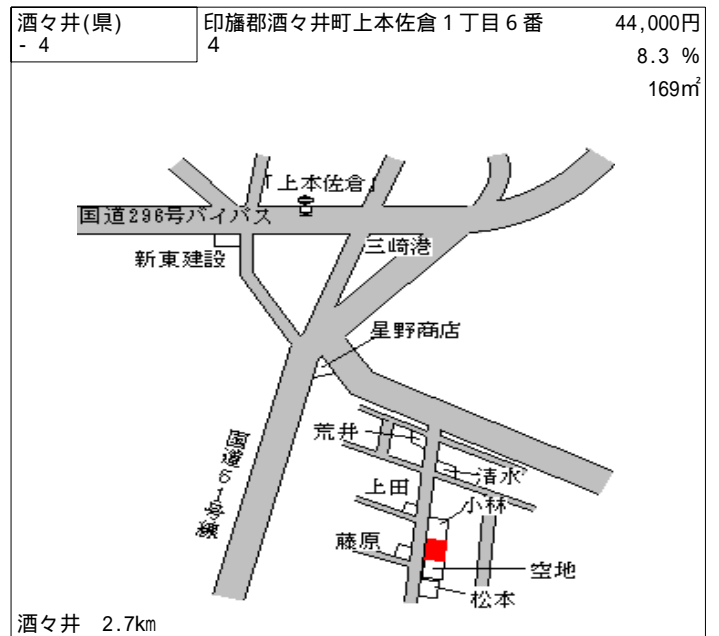 酒々井(県)
- 4
印旛郡酒々井町上本佐倉１丁目６番
４
44,000円
8.3 %
169㎡
「上本佐倉」
国道296号バイパス
新東建設
三崎港
星野商店
国道51号線
荒井
清水
上田
小林
藤原
空地
松本
酒々井 2.7km